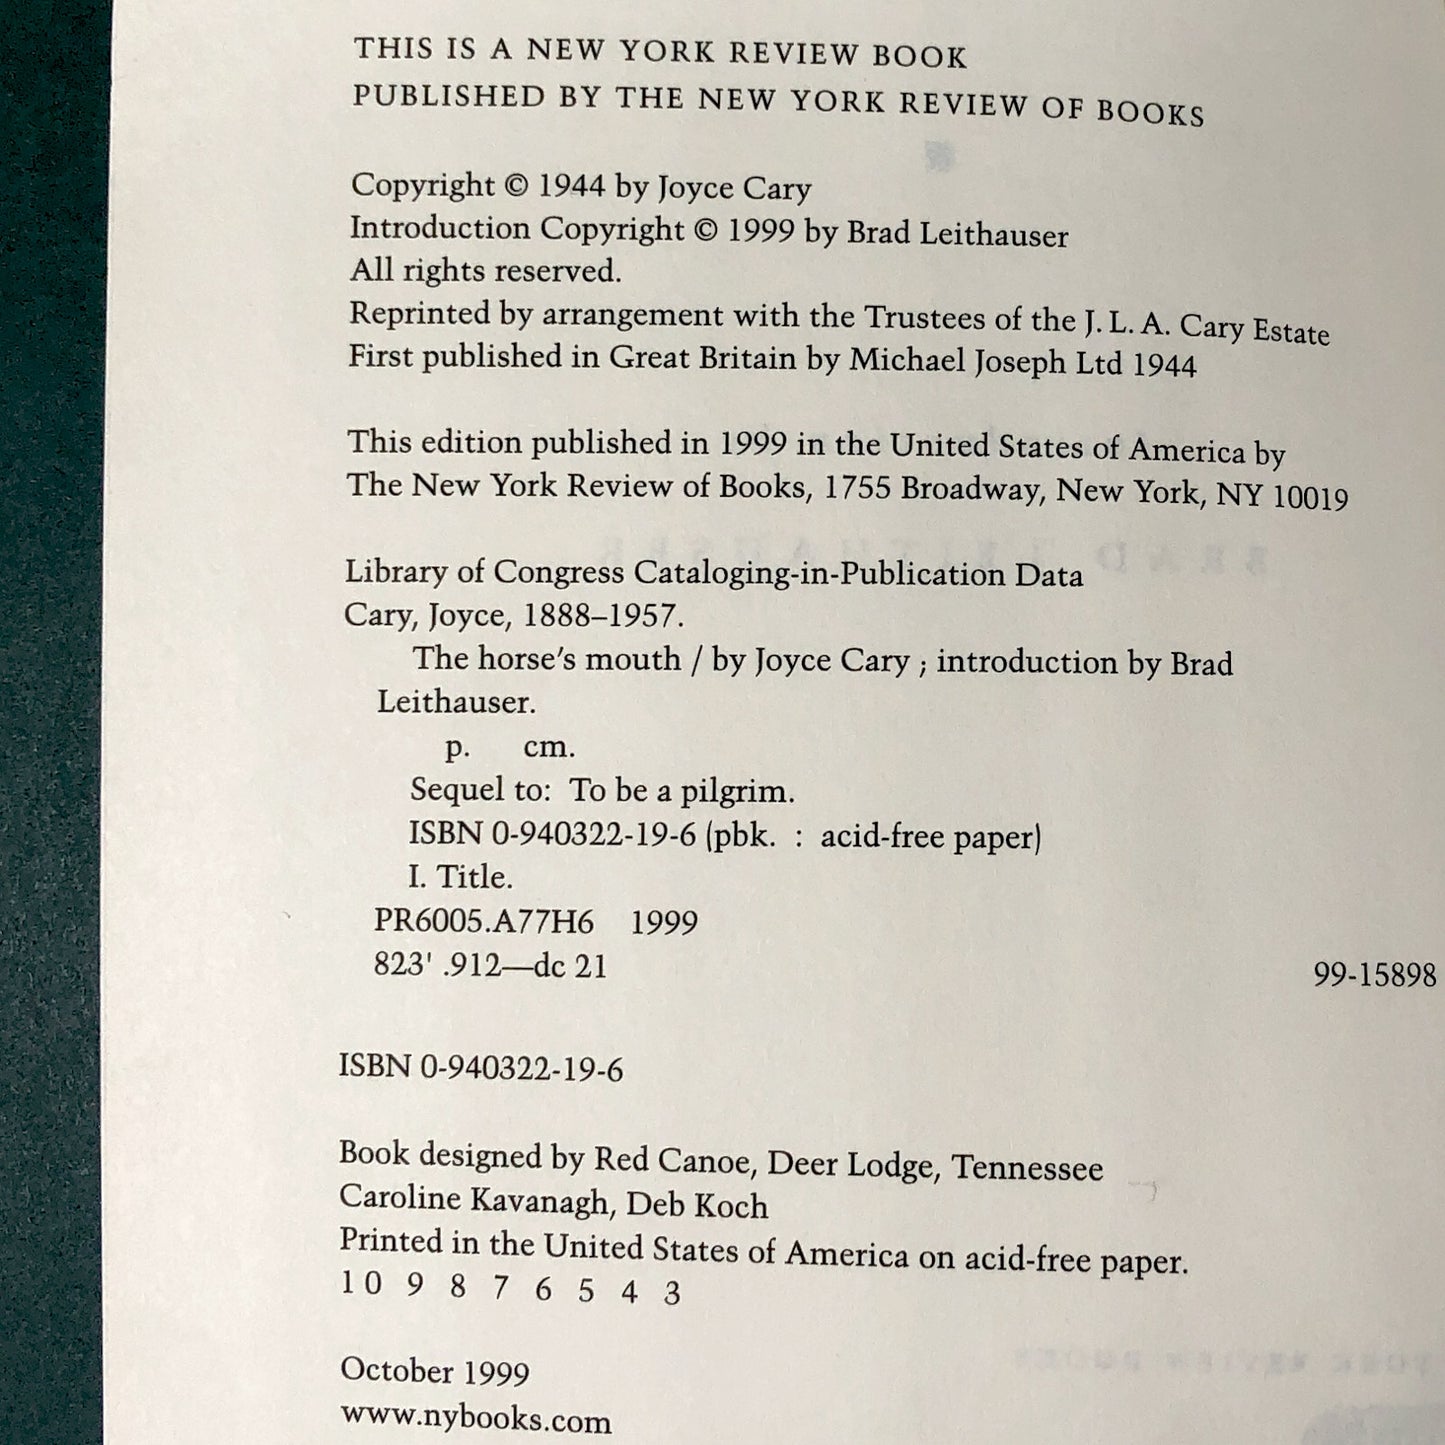 THIS IS A NEW YORK REVIEW BOOK
PUBLISHED BY THE NEW YORK REVIEW OF BOOKS
Copyright © 1944 by Joyce Cary
Introduction Copyright © 1999 by Brad Leithauser
All rights reserved.
Reprinted by arrangement with the Trustees of the J. L. A. Cary Estate
First published in Great Britain by Michael Joseph Ltd 1944
This edition published in 1999 in the United States of America by
The New York Review of Books, 1755 Broadway, New York, NY 10019
Library of Congress Cataloging-in-Publication Data
Cary, Joyce, 1888–1957.
The horse's mouth / by Joyce Cary ; introduction by Brad
Leithauser.
p. cm.
Sequel to: To be a pilgrim.
ISBN 0-940322-19-6 (pbk. : acid-free paper)
I. Title.
PR6005.A77H6 1999
823' .912—dc 21 99-15898
ISBN 0-940322-19-6
Book designed by Red Canoe, Deer Lodge, Tennessee
Caroline Kavanagh, Deb Koch
Printed in the United States of America on acid-free paper.
10 9 8 7 6 5 4 3
October 1999
www.nybooks.com